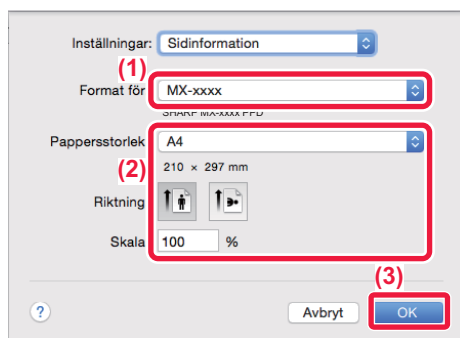 Inställningar: Sidinformation
(1)
Format för MX-xxxx
SHARP MX-xxxx PPD
Pappersstorlek A4
(2) 210 × 297 mm
Riktning
Skala 100 %
(3)
? Avbryt OK